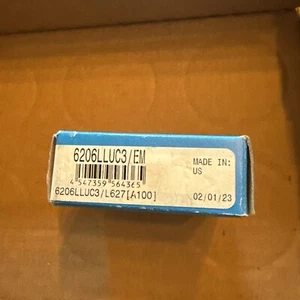 6206LLUC3/EM
MADE IN:
US
4 547359 564365
6206LLUC3/L627[A100]
02/01/23